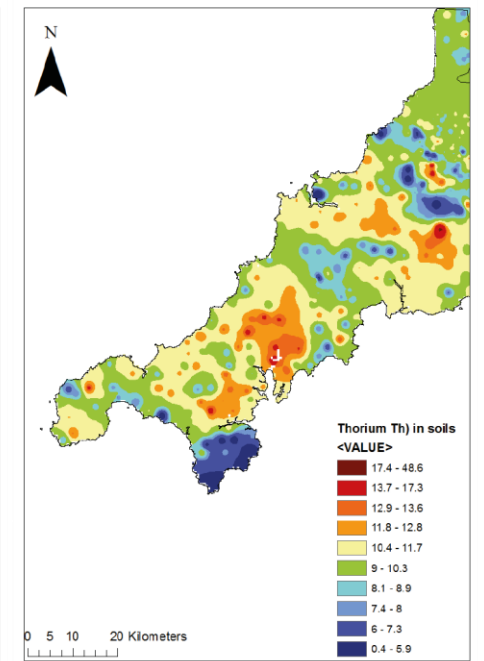 N
Thorium Th) in soils
<VALUE>
17.4 - 48.6
13.7 - 17.3
12.9 - 13.6
11.8 - 12.8
10.4 - 11.7
9 - 10.3
8.1 - 8.9
7.4 - 8
6 - 7.3
0.4 - 5.9
0 5 10 20 Kilometers